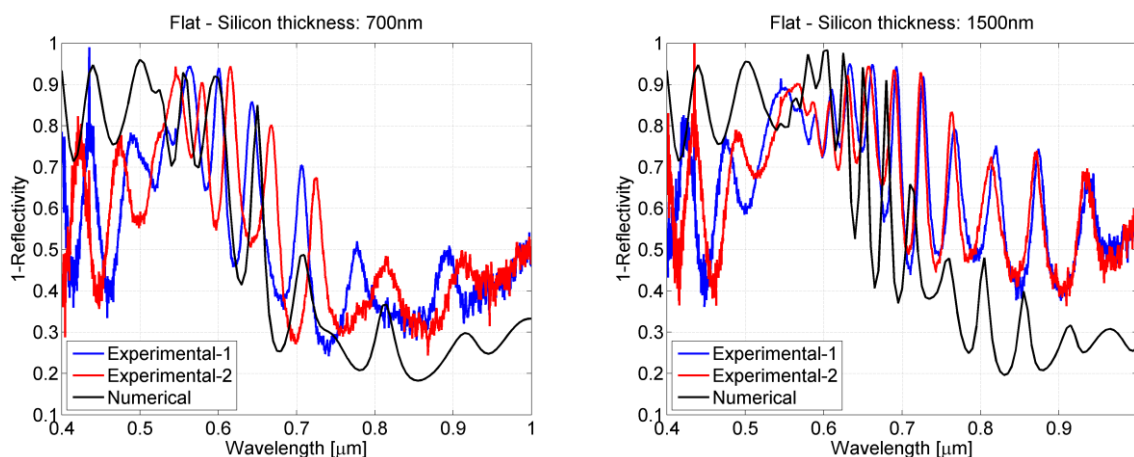 Flat - Silicon thickness: 700nm
1
0.9
0.8
0.7
0.6
0.5
0.4
0.3
0.2
0.1
1-Reflectivity
Experimental-1
Experimental-2
Numerical
0.4 0.5 0.6 0.7 0.8 0.9 1
Wavelength [μm]
Flat - Silicon thickness: 1500nm
1
0.9
0.8
0.7
0.6
0.5
0.4
0.3
0.2
0.1
1-Reflectivity
Experimental-1
Experimental-2
Numerical
0.4 0.5 0.6 0.7 0.8 0.9
Wavelength [μm]